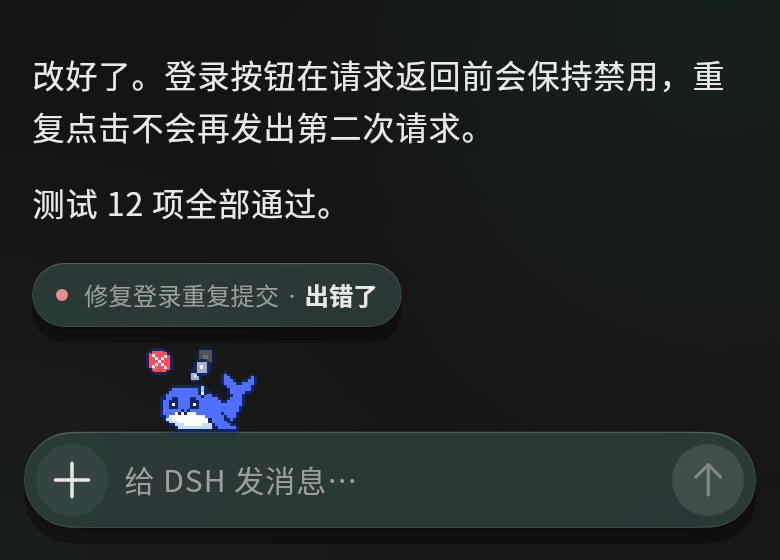 改好了。登录按钮在请求返回前会保持禁用，重
复点击不会再发出第二次请求。
测试 12 项全部通过。
修复登录重复提交 · 出错了
给 DSH 发消息…